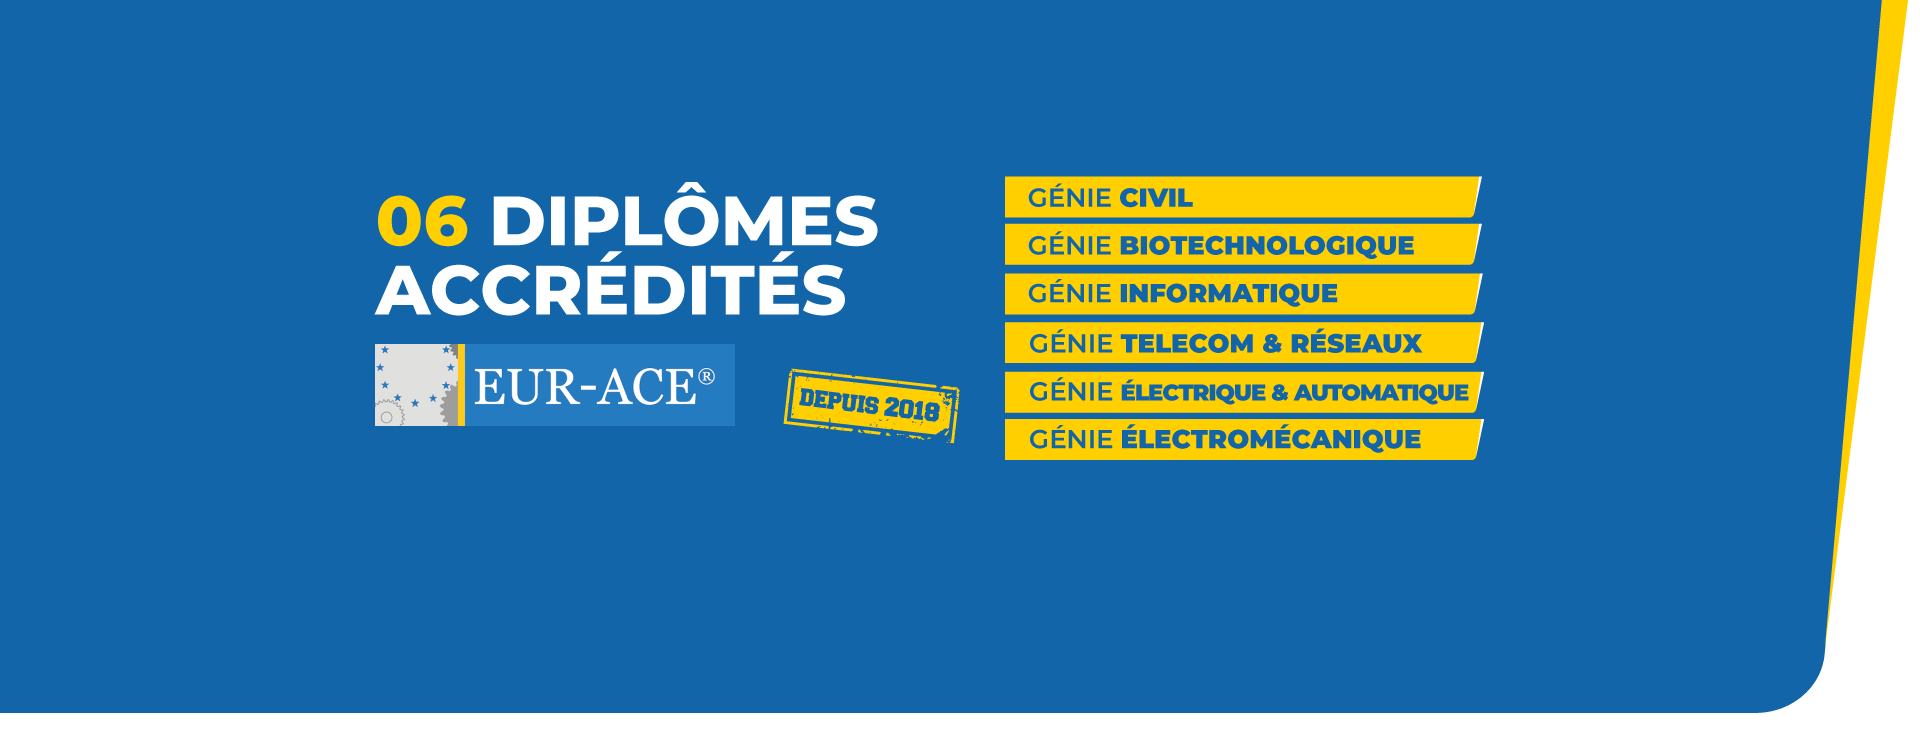 06 DIPLÔMES
ACCRÉDITÉS
EUR-ACE®
DEPUIS 2018
GÉNIE CIVIL
GÉNIE BIOTECHNOLOGIQUE
GÉNIE INFORMATIQUE
GÉNIE TELECOM & RÉSEAUX
GÉNIE ÉLECTRIQUE & AUTOMATIQUE
GÉNIE ÉLECTROMÉCANIQUE